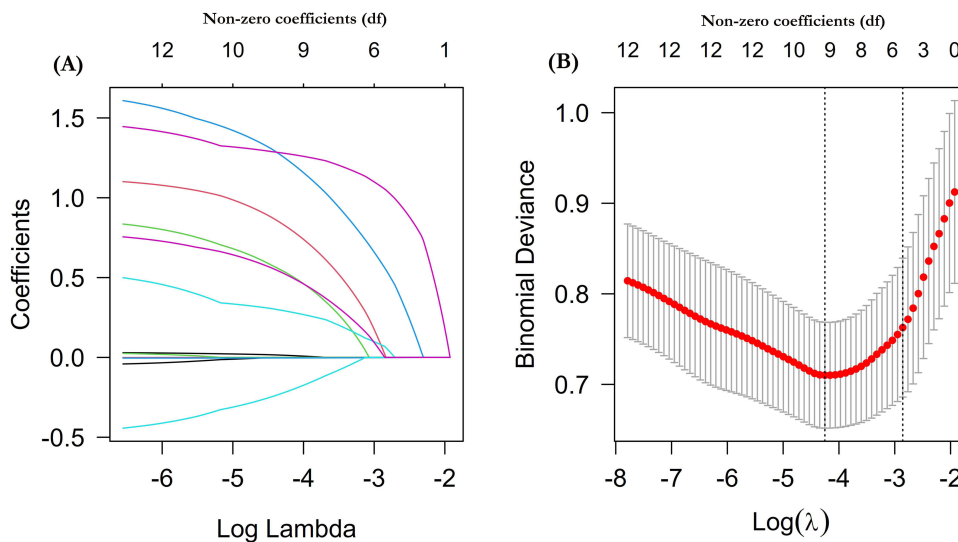 Non-zero coefficients (df)
12 10 9 6 1
(A)
Coefficients
1.5
1.0
0.5
0.0
-0.5
-6 -5 -4 -3 -2
Log Lambda
Non-zero coefficients (df)
12 12 12 12 10 9 8 6 3 0
(B)
Binomial Deviance
1.0
0.9
0.8
0.7
-8 -7 -6 -5 -4 -3 -2
Log(λ)